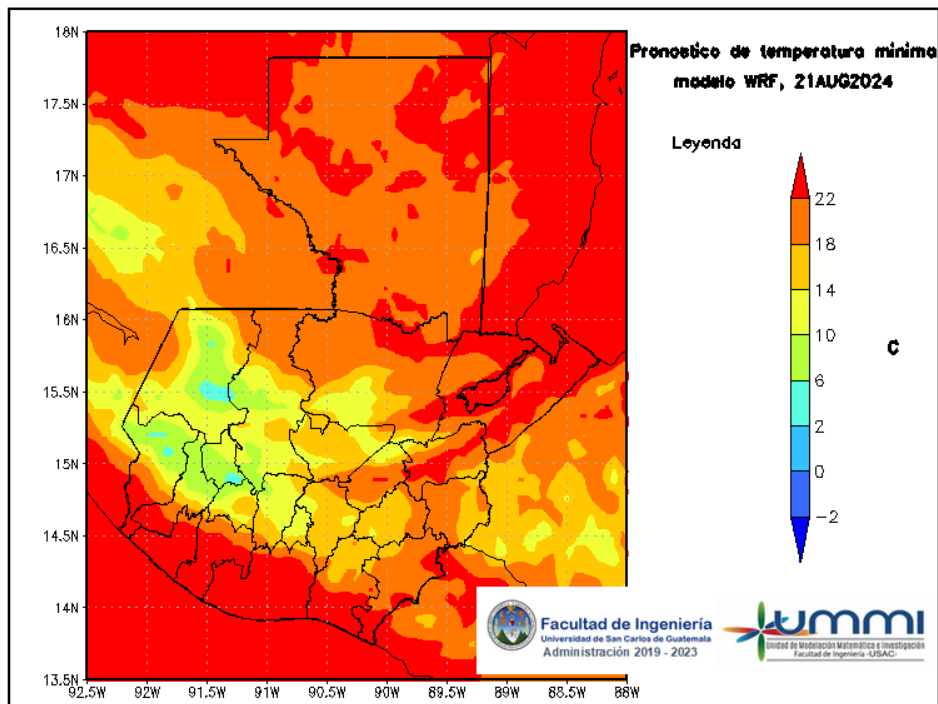 Pronostico de temperatura minima
modelo WRF, 21AUG2024
Leyenda
22
18
14
10
6
2
0
-2
C
18N
17.5N
17N
16.5N
16N
15.5N
15N
14.5N
14N
13.5N
92.5W 92W 91.5W 91W 90.5W 90W 89.5W 89W 88.5W 88W
Facultad de Ingeniería
Universidad de San Carlos de Guatemala
Administración 2019 - 2023
ummi
Unidad de Modelación Matemática e Investigación
Facultad de Ingeniería -USAC-